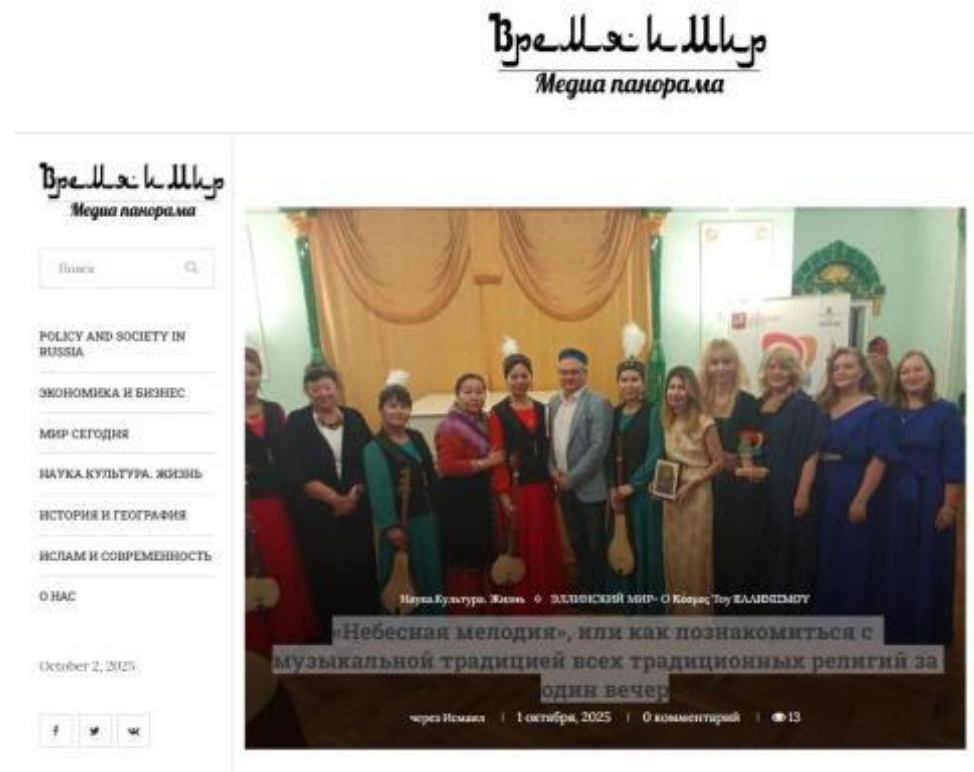 Время и Мир
Медиа панорама
Время и Мир
Медиа панорама
Поиск
POLICY AND SOCIETY IN
RUSSIA
ЭКОНОМИКА И БИЗНЕС
МИР СЕГОДНЯ
НАУКА.КУЛЬТУРА. ЖИЗНЬ
ИСТОРИЯ И ГЕОГРАФИЯ
ИСЛАМ И СОВРЕМЕННОСТЬ
О НАС
October 2, 2025
Наука.Культура. Жизнь ◇ ЭЛЛИНСКИЙ МИР- Ο Κόσμος Του ΕΛΛΗΝΙΣΜΟΥ
«Небесная мелодия», или как познакомиться с
музыкальной традицией всех традиционных религий за
один вечер
через Исмаил | 1 октября, 2025 | 0 комментарий | 13